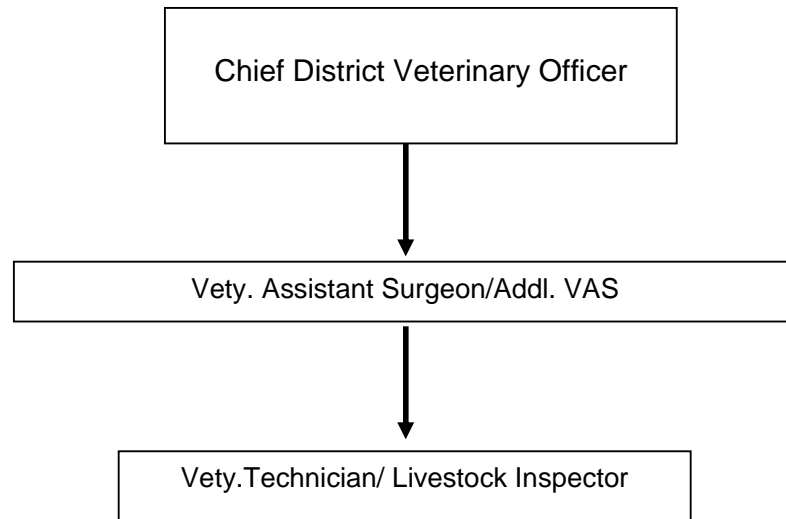 Chief District Veterinary Officer
Vety. Assistant Surgeon/Addl. VAS
Vety.Technician/ Livestock Inspector